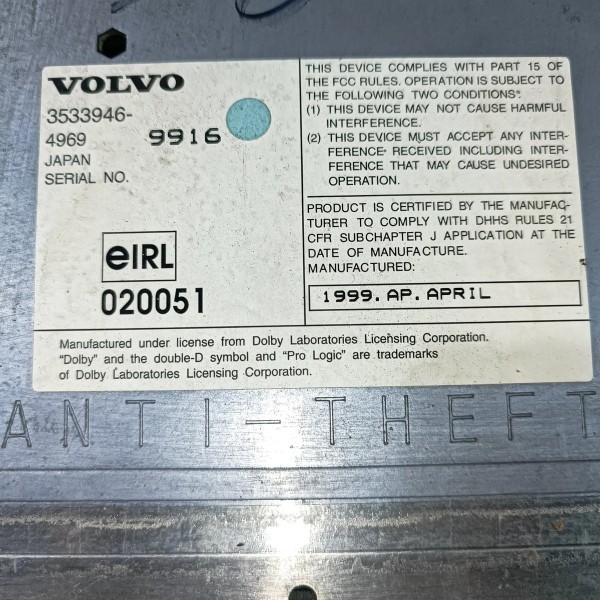 VOLVO
3533946-
4969 9916
JAPAN
SERIAL NO.
eIRL
020051
THIS DEVICE COMPLIES WITH PART 15 OF
THE FCC RULES. OPERATION IS SUBJECT TO
THE FOLLOWING TWO CONDITIONS:
(1) THIS DEVICE MAY NOT CAUSE HARMFUL
INTERFERENCE.
(2) THIS DEVICE MUST ACCEPT ANY INTER-
FERENCE RECEIVED INCLUDING INTER-
FERENCE THAT MAY CAUSE UNDESIRED
OPERATION.
PRODUCT IS CERTIFIED BY THE MANUFAC-
TURER TO COMPLY WITH DHHS RULES 21
CFR SUBCHAPTER J APPLICATION AT THE
DATE OF MANUFACTURE.
MANUFACTURED:
1999. AP. APRIL
Manufactured under license from Dolby Laboratories Licensing Corporation.
"Dolby" and the double-D symbol and "Pro Logic" are trademarks
of Dolby Laboratories Licensing Corporation.
ANTI-THEFT